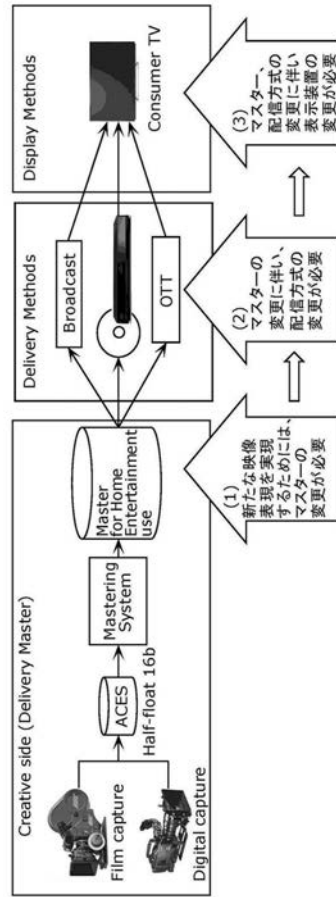 Creative side (Delivery Master)
Film capture
Digital capture
ACES
Half-float 16b
Mastering
System
Master
for Home
Entertainment
use
Delivery Methods
Broadcast
OTT
Display Methods
Consumer TV
(1)
新たな映像
表現を実現
するためには、
マスターの
変更が必要
(2)
マスターの
変更に伴い、
配信方式の
変更が必要
(3)
マスター、
配信方式の
変更に伴い
表示装置の
変更が必要